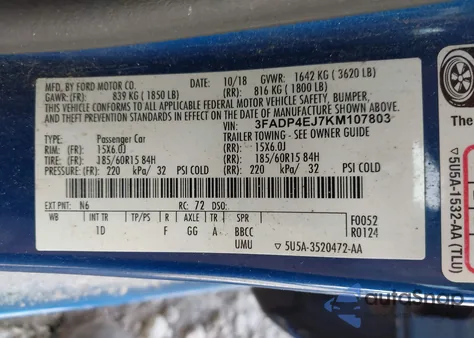 MFD. BY FORD MOTOR CO.
DATE: 10/18 GVWR: 1642 KG ( 3620 LB)
GAWR: (FR): 839 KG ( 1850 LB) (RR): 816 KG ( 1800 LB)
THIS VEHICLE CONFORMS TO ALL APPLICABLE FEDERAL MOTOR VEHICLE SAFETY, BUMPER,
AND THEFT PREVENTION STANDARDS IN EFFECT ON THE DATE OF MANUFACTURE SHOWN ABOVE.
VIN: 3FADP4EJ7KM107803
TYPE: Passenger Car TRAILER TOWING - SEE OWNER GUIDE
RIM: (FR): 15X6.0J (RR): 15X6.0J
TIRE: (FR): 185/60R15 84H (RR): 185/60R15 84H
PRESSURE: (FR): 220 kPa/ 32 PSI COLD (RR): 220 kPa/ 32 PSI COLD
EXT PNT: N6 RC: 72 DSO:
WB INT TR TP/PS R AXLE TR SPR F0052
1D F GG A BBCC R0124
UMU ▽ 5U5A-3520472-AA
▽ 5U5A-1532-AA (TLU)
autoSnap